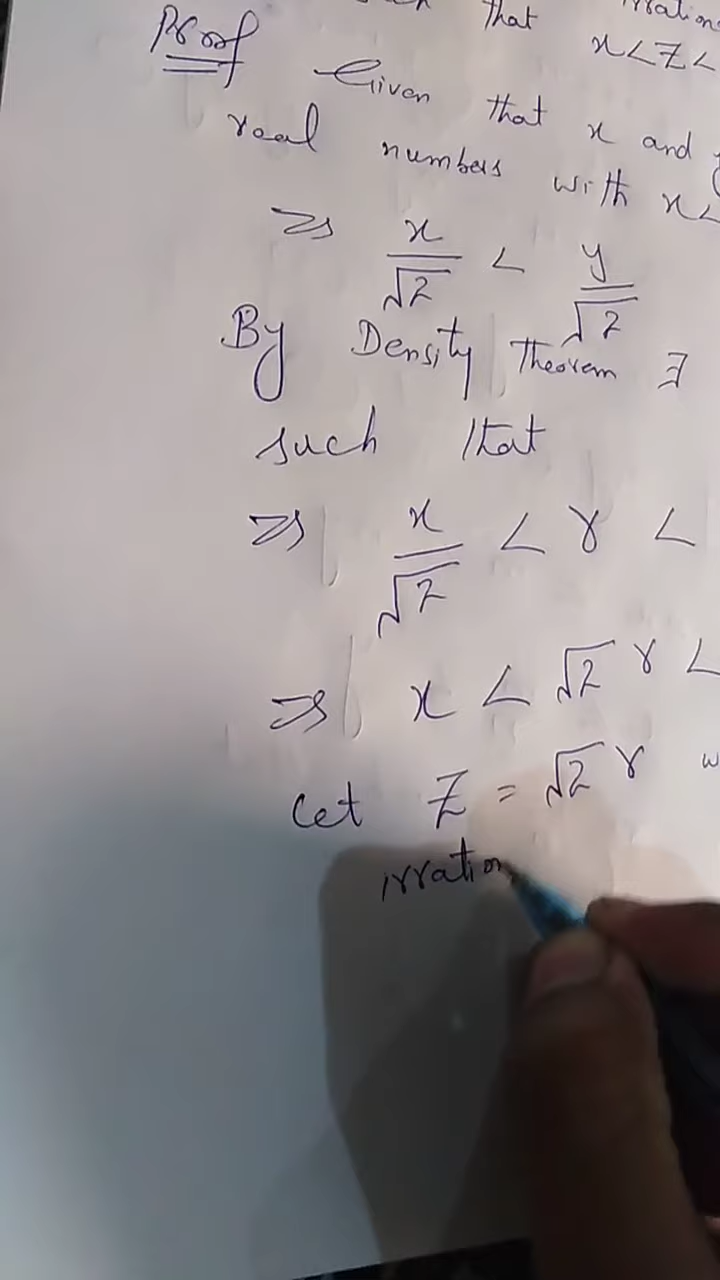 that
x < Z <
Proof Given that x and
real numbers with x <
⇒ x/√2 < y/√2
By Density Theorem ∃
such that
⇒ x/√2 < r <
⇒ x < √2 r <
Let Z = √2 r w
irration